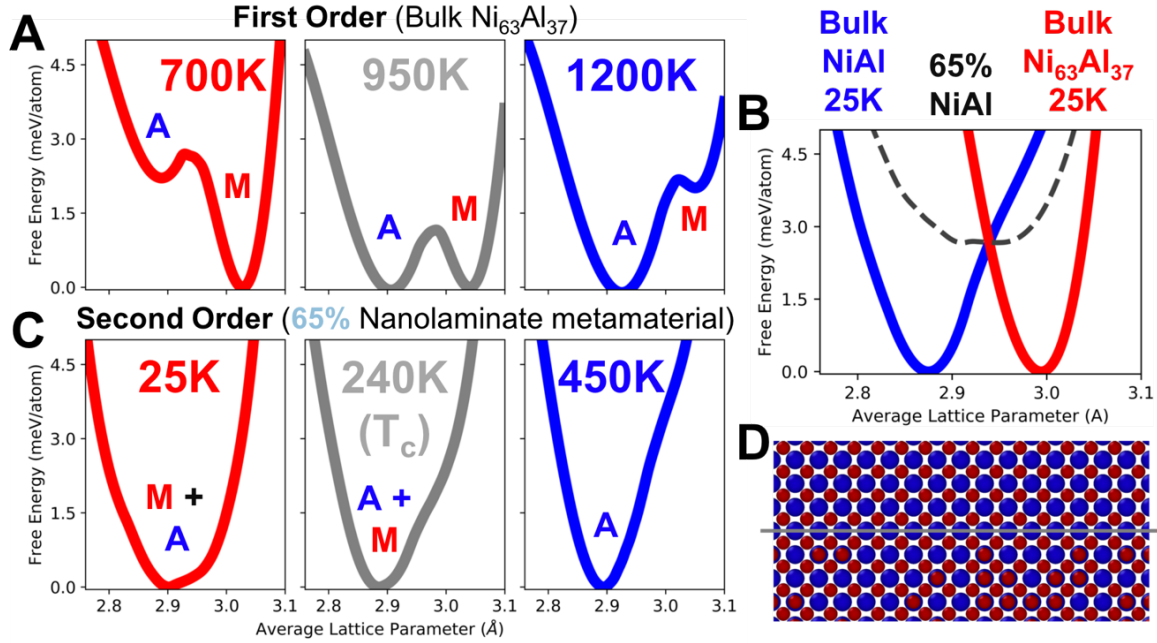 A
First Order (Bulk Ni63Al37)
Free Energy (meV/atom)
4.5
3.0
1.5
0.0
700K
A
M
950K
A
M
1200K
A
M
Bulk
NiAl
25K
65%
NiAl
Bulk
Ni63Al37
25K
B
Free Energy (meV/atom)
4.5
3.0
1.5
0.0
2.8 2.9 3.0 3.1
Average Lattice Parameter (A)
C
Second Order (65% Nanolaminate metamaterial)
Free Energy (meV/atom)
4.5
3.0
1.5
0.0
25K
M +
A
240K
(Tc)
A +
M
450K
A
2.8 2.9 3.0 3.1
2.8 2.9 3.0 3.1
2.8 2.9 3.0 3.1
Average Lattice Parameter (Å)
D